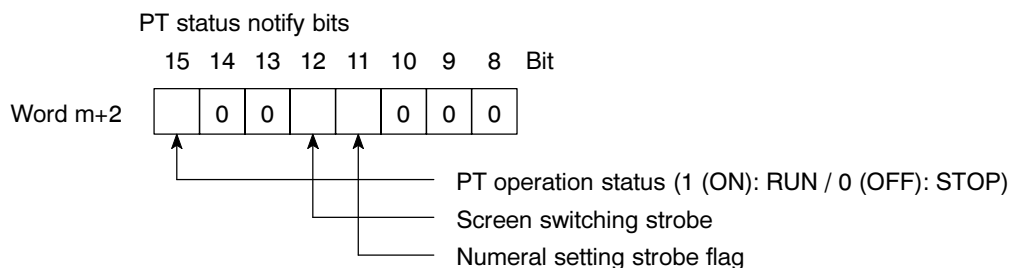 PT status notify bits
15 14 13 12 11 10 9 8 Bit
Word m+2 0 0 0 0 0
PT operation status (1 (ON): RUN / 0 (OFF): STOP)
Screen switching strobe
Numeral setting strobe flag